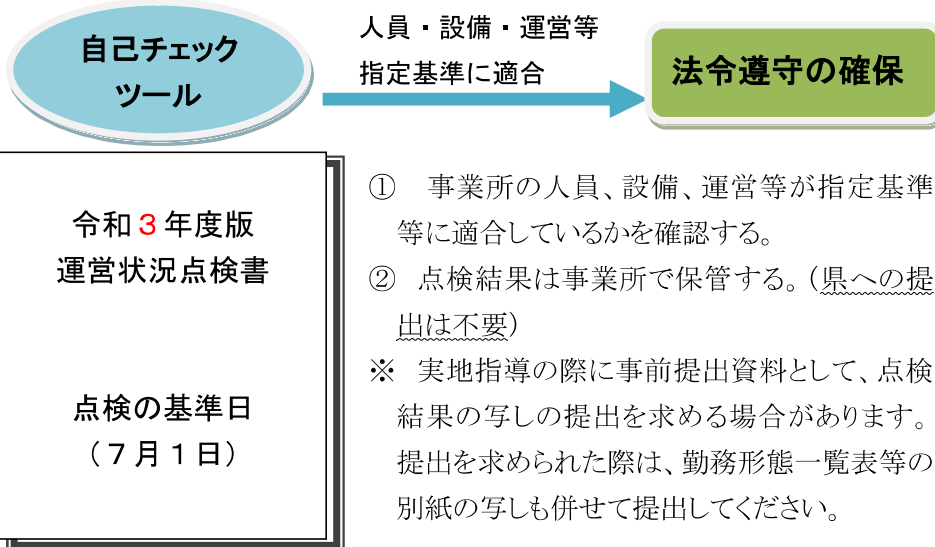 自己チェック
ツール
人員・設備・運営等
指定基準に適合
法令遵守の確保
令和３年度版
運営状況点検書
点検の基準日
（７月１日）
①　事業所の人員、設備、運営等が指定基準
等に適合しているかを確認する。
②　点検結果は事業所で保管する。（県への提
出は不要）
※　実地指導の際に事前提出資料として、点検
結果の写しの提出を求める場合があります。
提出を求められた際は、勤務形態一覧表等の
別紙の写しも併せて提出してください。